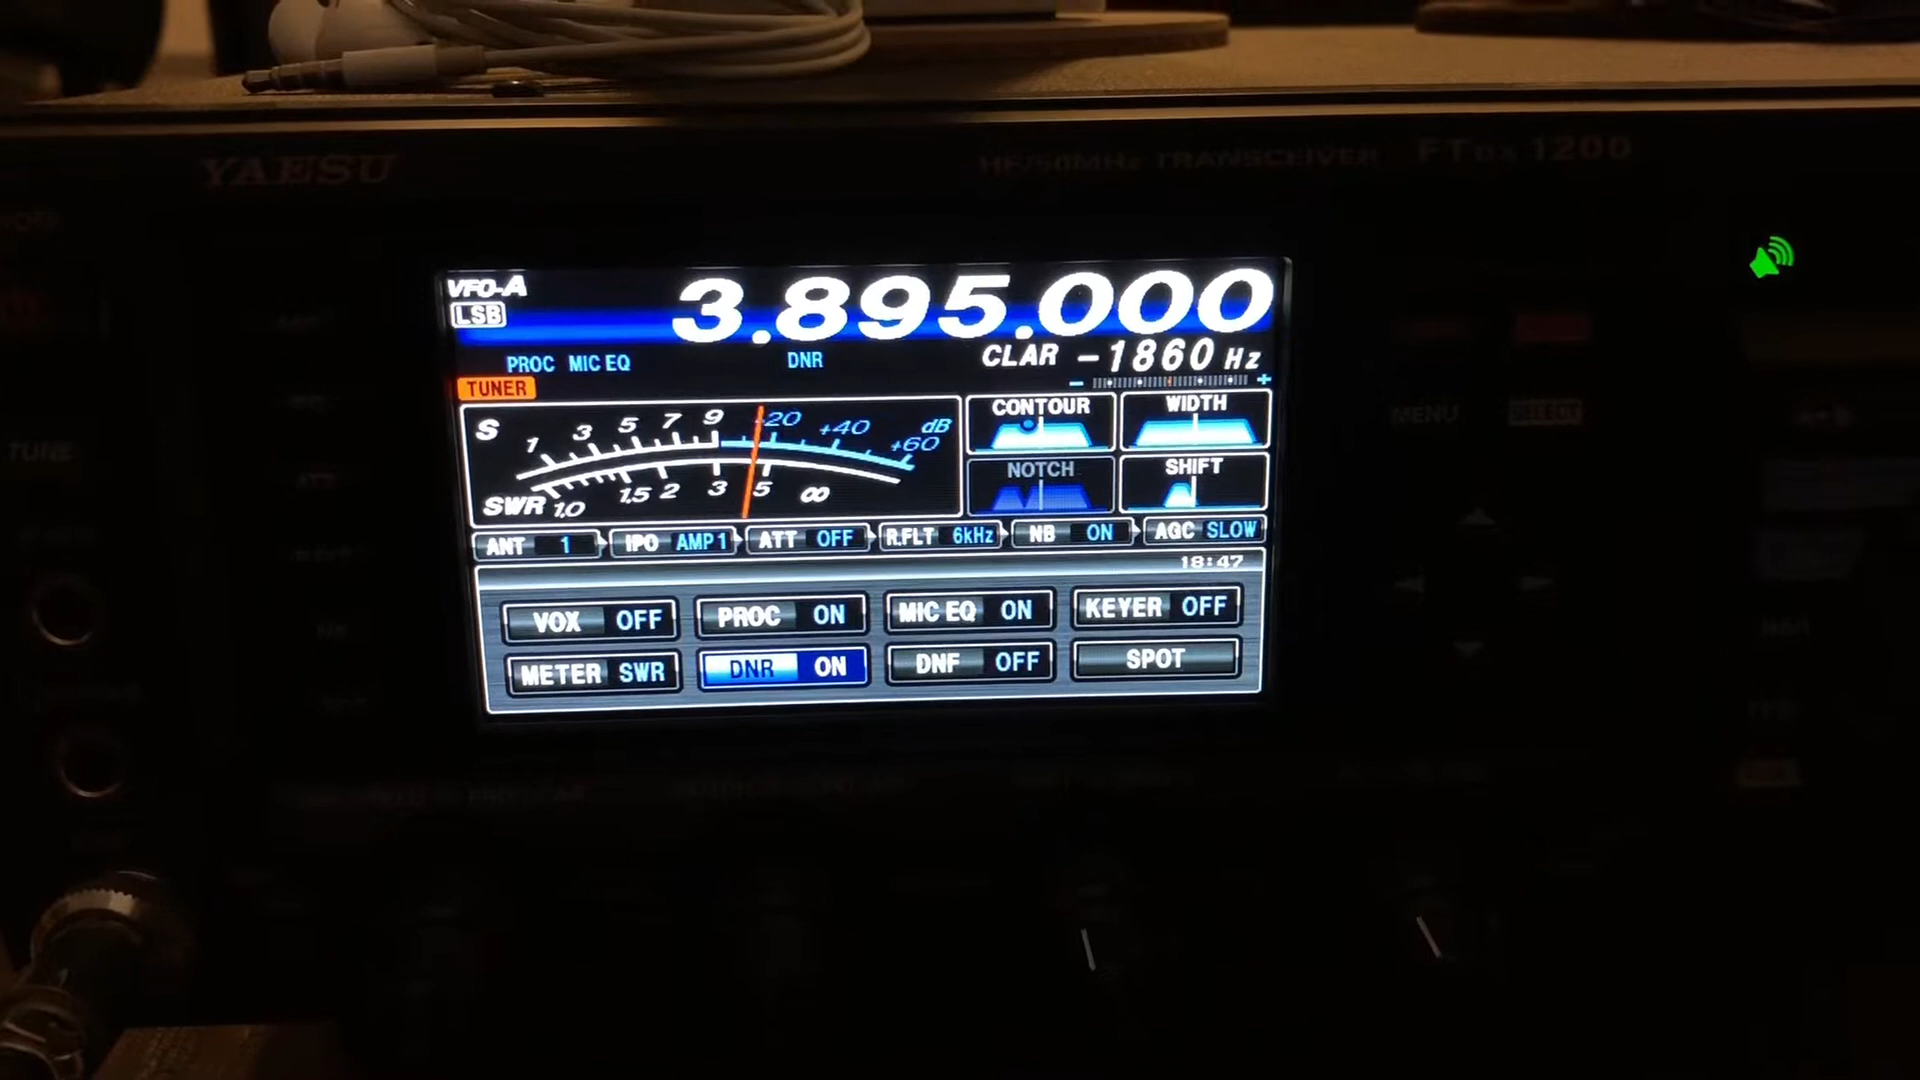 YAESU
HF/50MHz TRANSCEIVER FTDX 1200
VFO-A 3.895.000
LSB
PROC MIC EQ DNR CLAR -1860 Hz
TUNER - +
S 1 3 5 7 9 +20 +40 +60 dB
SWR 1.0 1.5 2 3 5 ∞
CONTOUR WIDTH
NOTCH SHIFT
ANT 1 IPO AMP1 ATT OFF R.FLT 6kHz NB ON AGC SLOW
18:47
VOX OFF PROC ON MIC EQ ON KEYER OFF
METER SWR DNR ON DNF OFF SPOT
TUNE
MENU SELECT